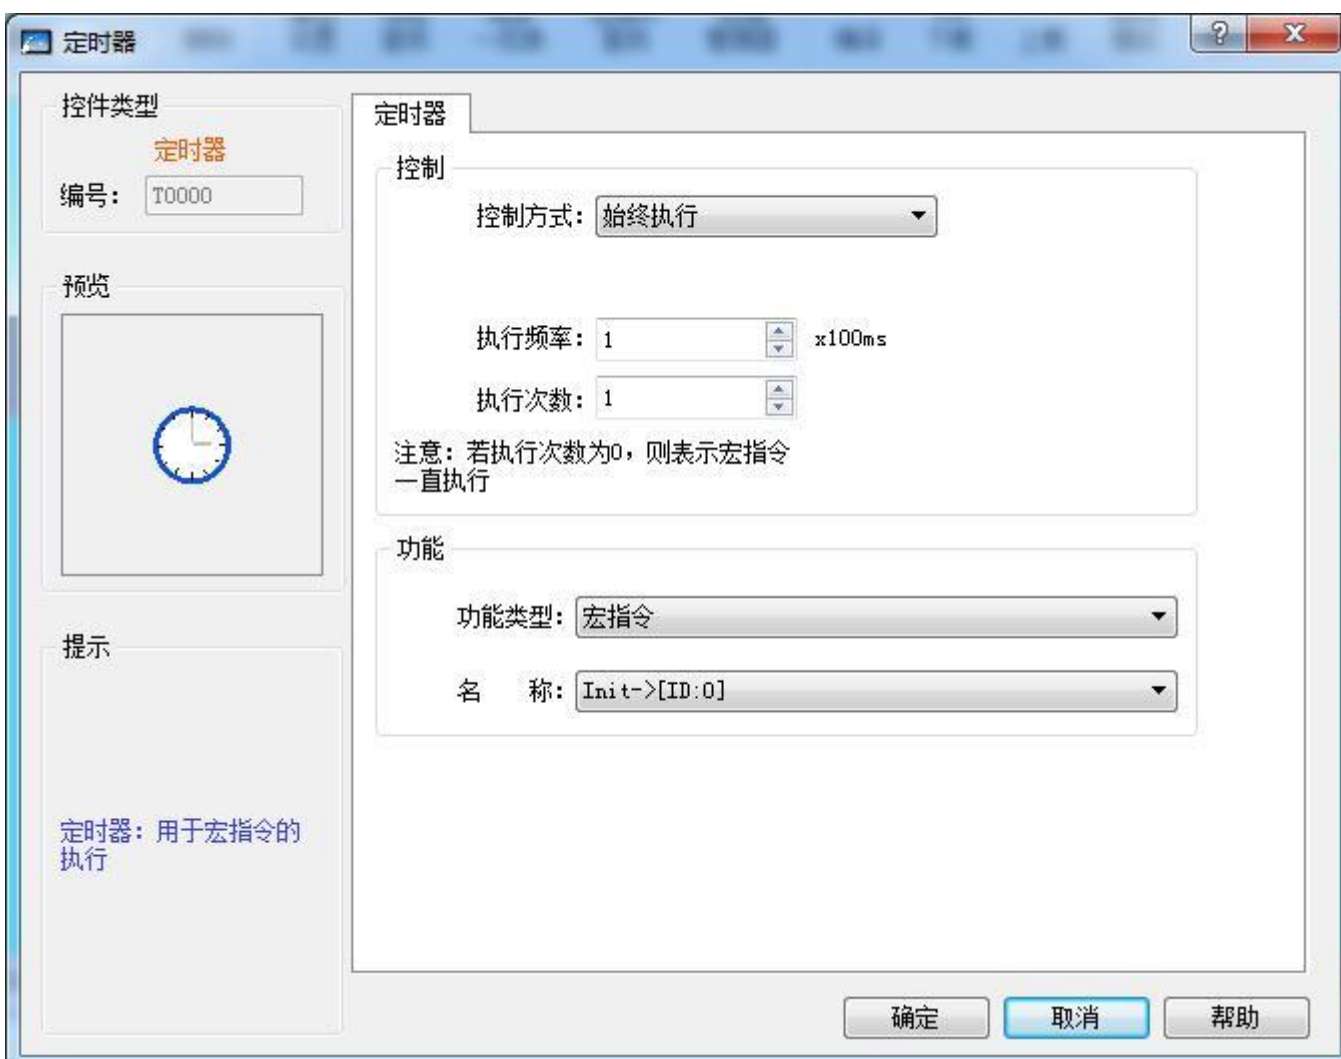 定时器
控件类型
定时器
编号： T0000
预览
提示
定时器：用于宏指令的
执行
定时器
控制
控制方式： 始终执行
执行频率： 1 x100ms
执行次数： 1
注意：若执行次数为0，则表示宏指令
一直执行
功能
功能类型： 宏指令
名 称： Init->[ID:0]
确定 取消 帮助